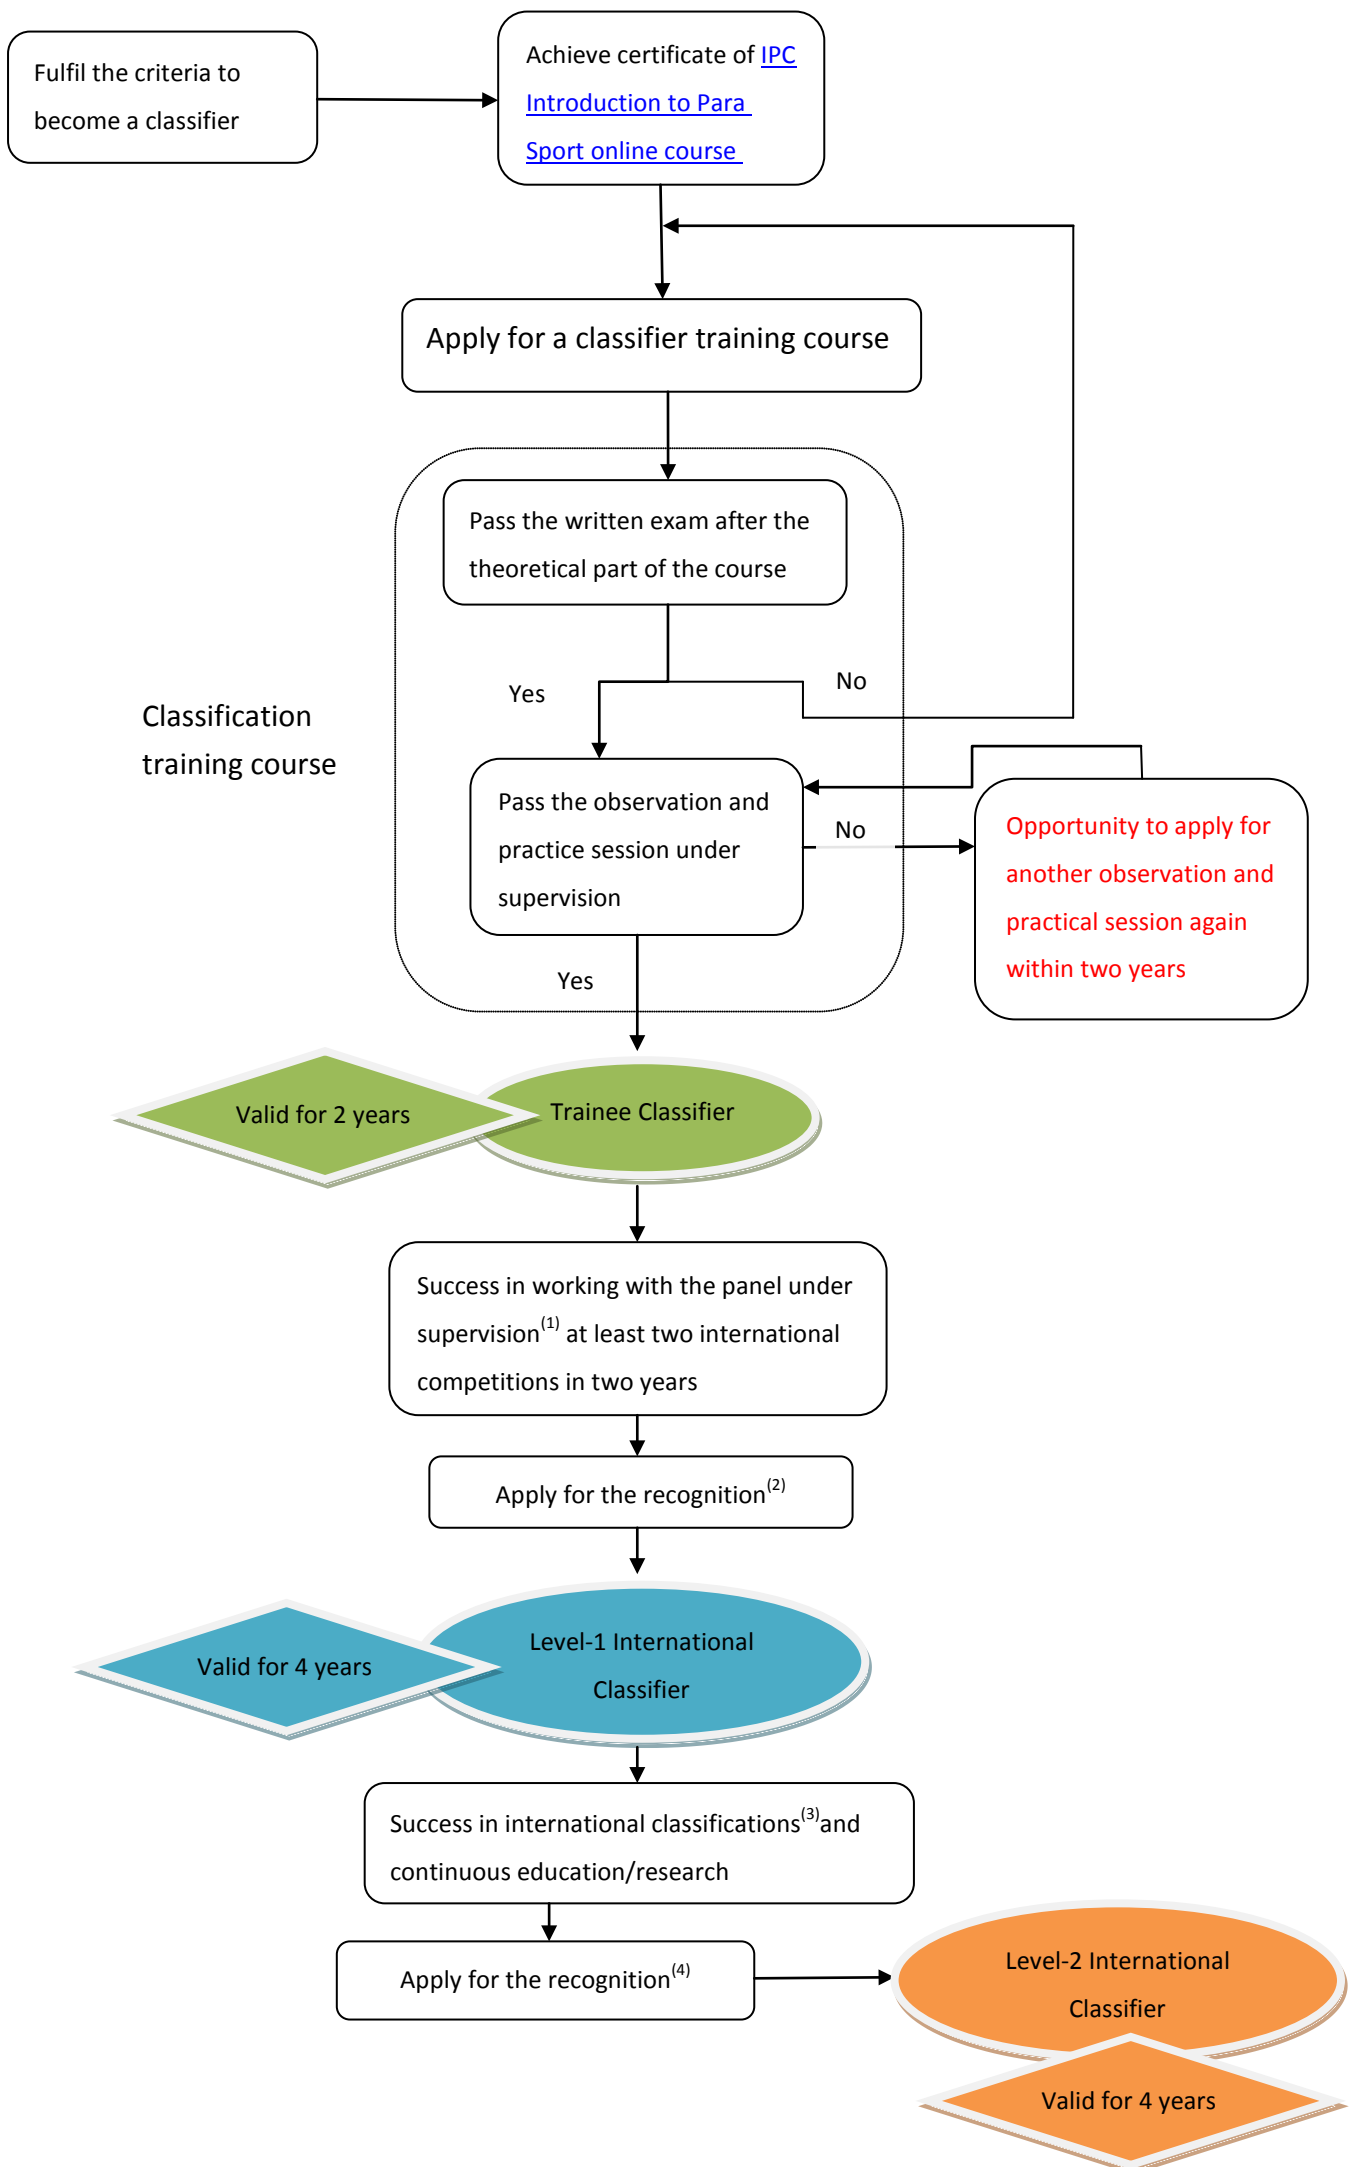 Fulfil the criteria to
become a classifier
Achieve certificate of IPC
Introduction to Para
Sport online course
Apply for a classifier training course
Pass the written exam after the
theoretical part of the course
Yes
No
Classification
training course
Pass the observation and
practice session under
supervision
No
Opportunity to apply for
another observation and
practical session again
within two years
Yes
Valid for 2 years
Trainee Classifier
Success in working with the panel under
supervision(1) at least two international
competitions in two years
Apply for the recognition(2)
Valid for 4 years
Level-1 International
Classifier
Success in international classifications(3)and
continuous education/research
Apply for the recognition(4)
Level-2 International
Classifier
Valid for 4 years